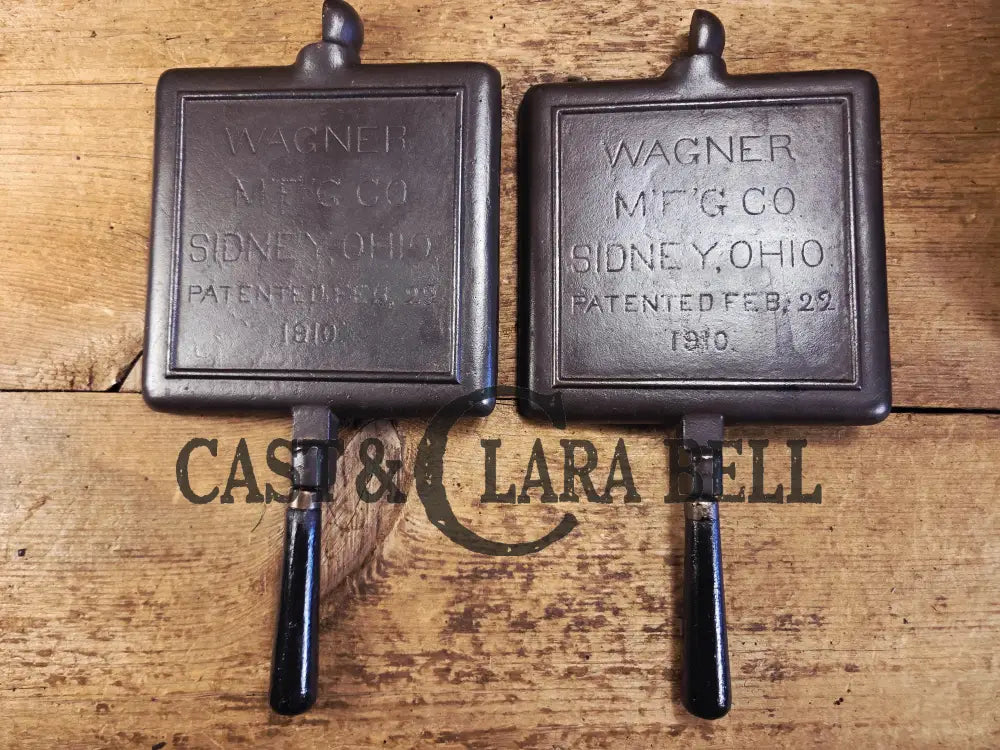 WAGNER
M'F'G CO
SIDNEY, OHIO
PATENTED FEB. 22
1910.
WAGNER
M'F'G CO.
SIDNEY, OHIO
PATENTED FEB. 22
1910.
CAST & CLARA BELL